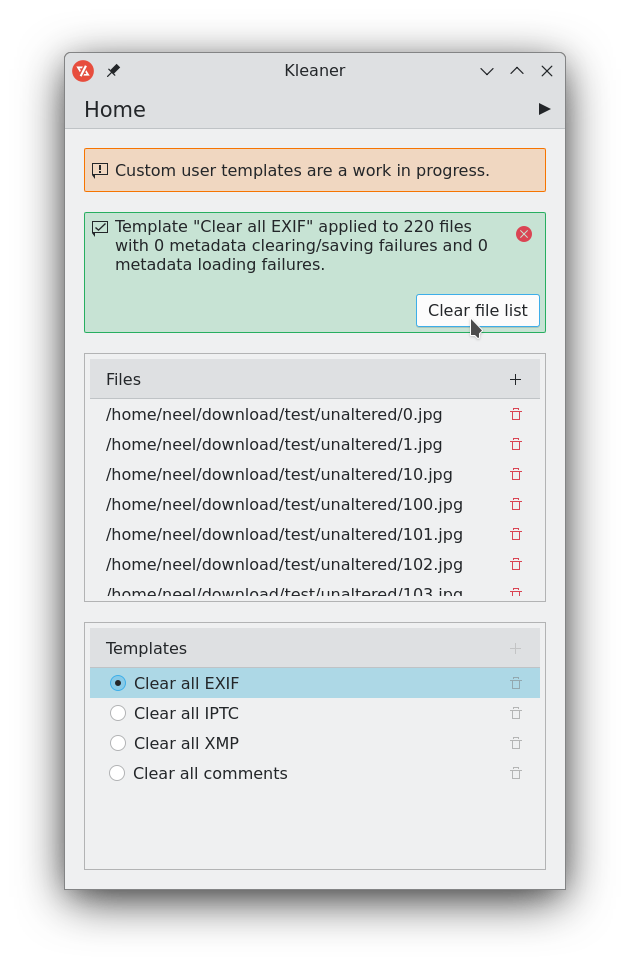 Kleaner
Home
Custom user templates are a work in progress.
Template "Clear all EXIF" applied to 220 files
with 0 metadata clearing/saving failures and 0
metadata loading failures.
Clear file list
Files
/home/neel/download/test/unaltered/0.jpg
/home/neel/download/test/unaltered/1.jpg
/home/neel/download/test/unaltered/10.jpg
/home/neel/download/test/unaltered/100.jpg
/home/neel/download/test/unaltered/101.jpg
/home/neel/download/test/unaltered/102.jpg
/home/neel/download/test/unaltered/103.jpg
Templates
Clear all EXIF
Clear all IPTC
Clear all XMP
Clear all comments